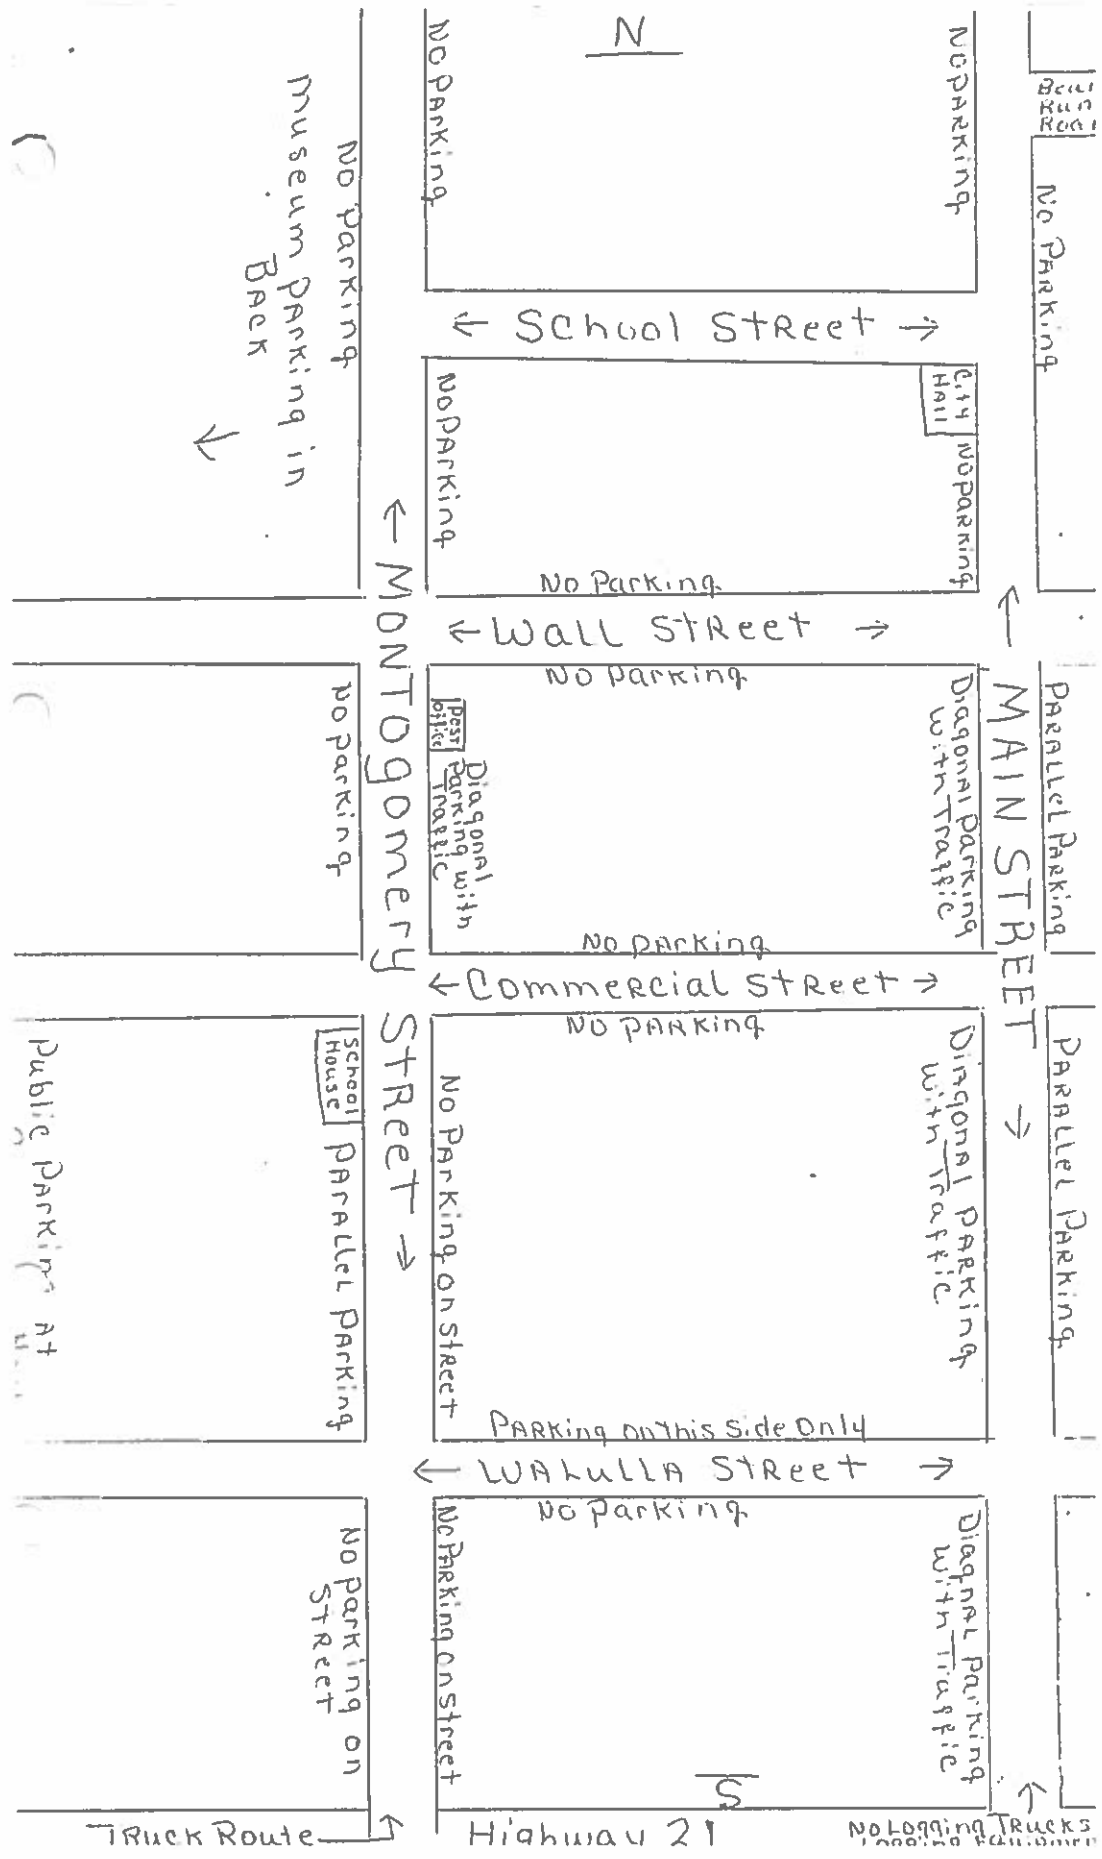 N
No PARKing
NO PARKing
Run
No Parking
Museum PARKing in
BACK
No PARKing
← SChool StReet →
City
HAll
NO PARKing
NO PARKing
No Parking
← Wall StReet →
No Parking
← MONTOgomery StReet →
← MAIN STREET →
No Parking
Post
Office
Diagonal
Parking with
Traffic
Diagonal Parking
with Traffic
PARALLeL PARKing
No PARKing
← CommeRcial StReet →
No PARKing
Public PARKing At
School
House
PARALLeL PARKing
No PARKing on StReet
Diagonal PARKing
with Traffic
PARALLeL PARKing
PARKing on This Side Only
← WALULLA StReet →
No Parking
No Parking on
StReet
No PARKing on Street
DiagnAL Parking
with Traffic
S
TRuck Route
Highway 21
No Logging TRucks